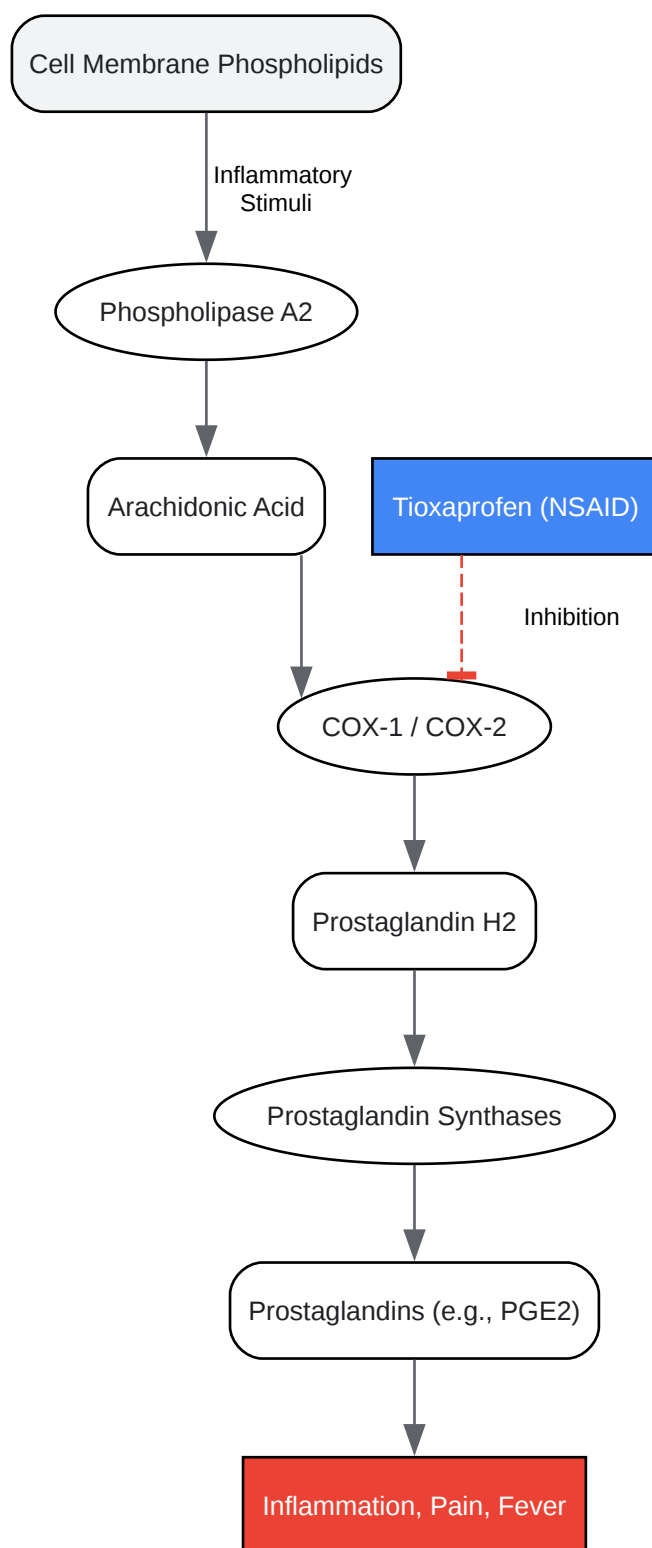 Cell Membrane Phospholipids
Inflammatory
Stimuli
Phospholipase A2
Arachidonic Acid
Tioxaprofen (NSAID)
Inhibition
COX-1 / COX-2
Prostaglandin H2
Prostaglandin Synthases
Prostaglandins (e.g., PGE2)
Inflammation, Pain, Fever